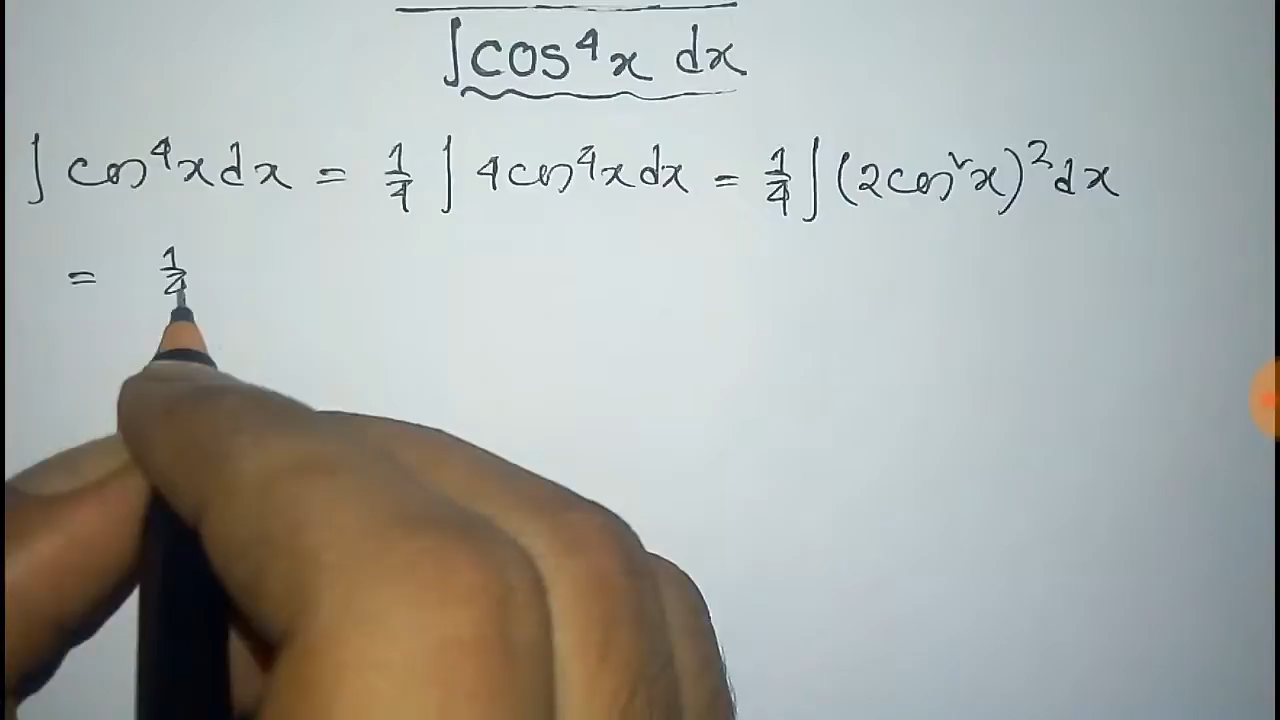 ∫cos⁴x dx
∫ cos⁴x dx = 1/4 ∫ 4cos⁴x dx = 1/4 ∫(2cos²x)² dx
= 1/4